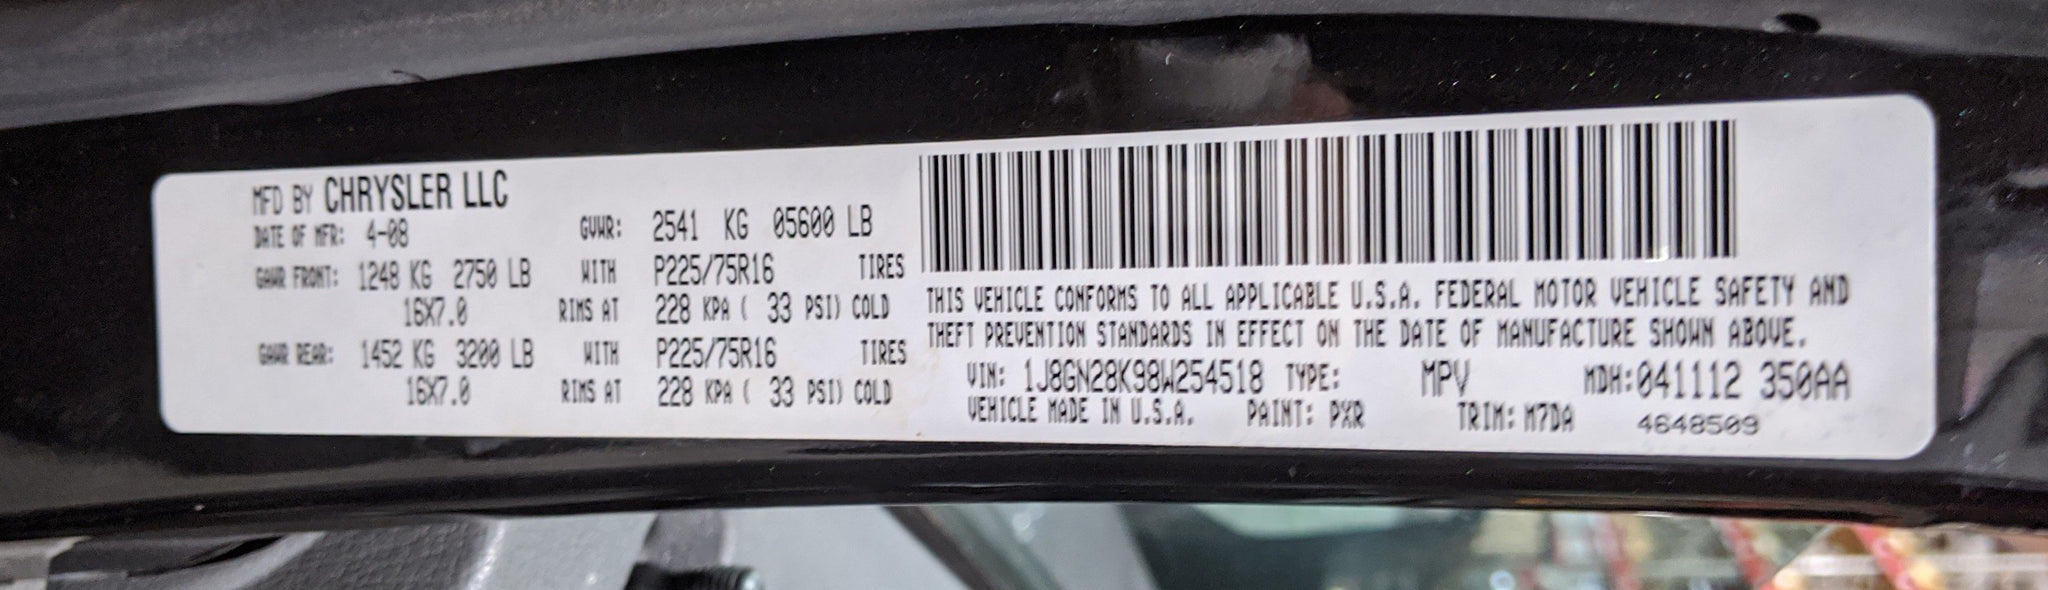 MFD BY CHRYSLER LLC
DATE OF MFR: 4-08 GVWR: 2541 KG 05600 LB
GAWR FRONT: 1248 KG 2750 LB WITH P225/75R16 TIRES
16X7.0 RIMS AT 228 KPA ( 33 PSI) COLD
GAWR REAR: 1452 KG 3200 LB WITH P225/75R16 TIRES
16X7.0 RIMS AT 228 KPA ( 33 PSI) COLD
THIS VEHICLE CONFORMS TO ALL APPLICABLE U.S.A. FEDERAL MOTOR VEHICLE SAFETY AND
THEFT PREVENTION STANDARDS IN EFFECT ON THE DATE OF MANUFACTURE SHOWN ABOVE.
VIN: 1J8GN28K98W254518 TYPE: MPV MDH:041112 350AA
VEHICLE MADE IN U.S.A. PAINT: PXR TRIM: M7DA 4648509